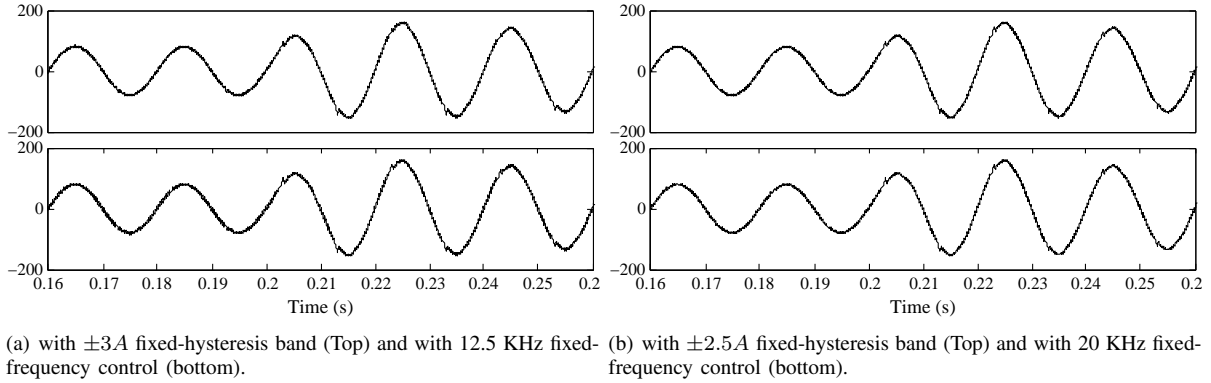 200
0
−200
200
0
−200
0.16 0.17 0.18 0.19 0.2 0.21 0.22 0.23 0.24 0.25 0.2
Time (s)
(a) with ±3A fixed-hysteresis band (Top) and with 12.5 KHz fixed-
frequency control (bottom).
200
0
−200
200
0
−200
0.16 0.17 0.18 0.19 0.2 0.21 0.22 0.23 0.24 0.25 0.2
Time (s)
(b) with ±2.5A fixed-hysteresis band (Top) and with 20 KHz fixed-
frequency control (bottom).